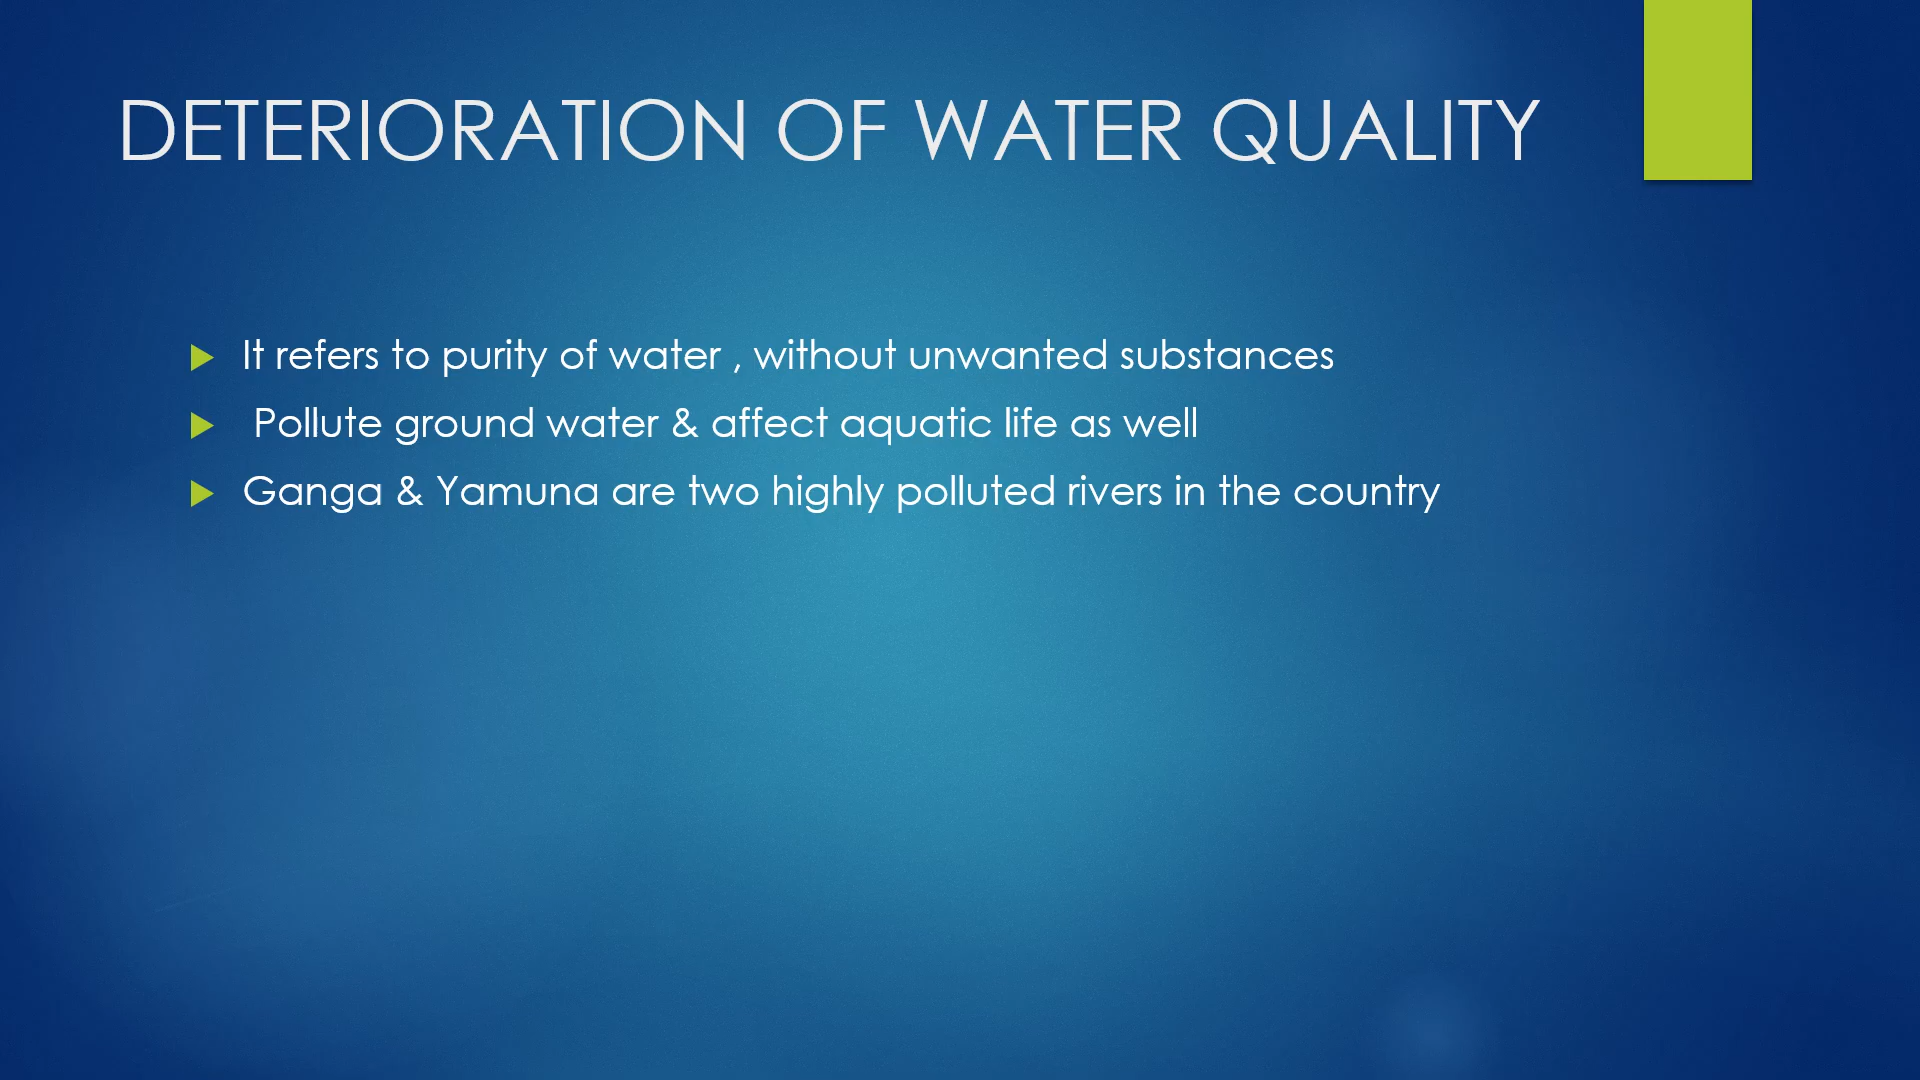 DETERIORATION OF WATER QUALITY
It refers to purity of water , without unwanted substances
Pollute ground water & affect aquatic life as well
Ganga & Yamuna are two highly polluted rivers in the country